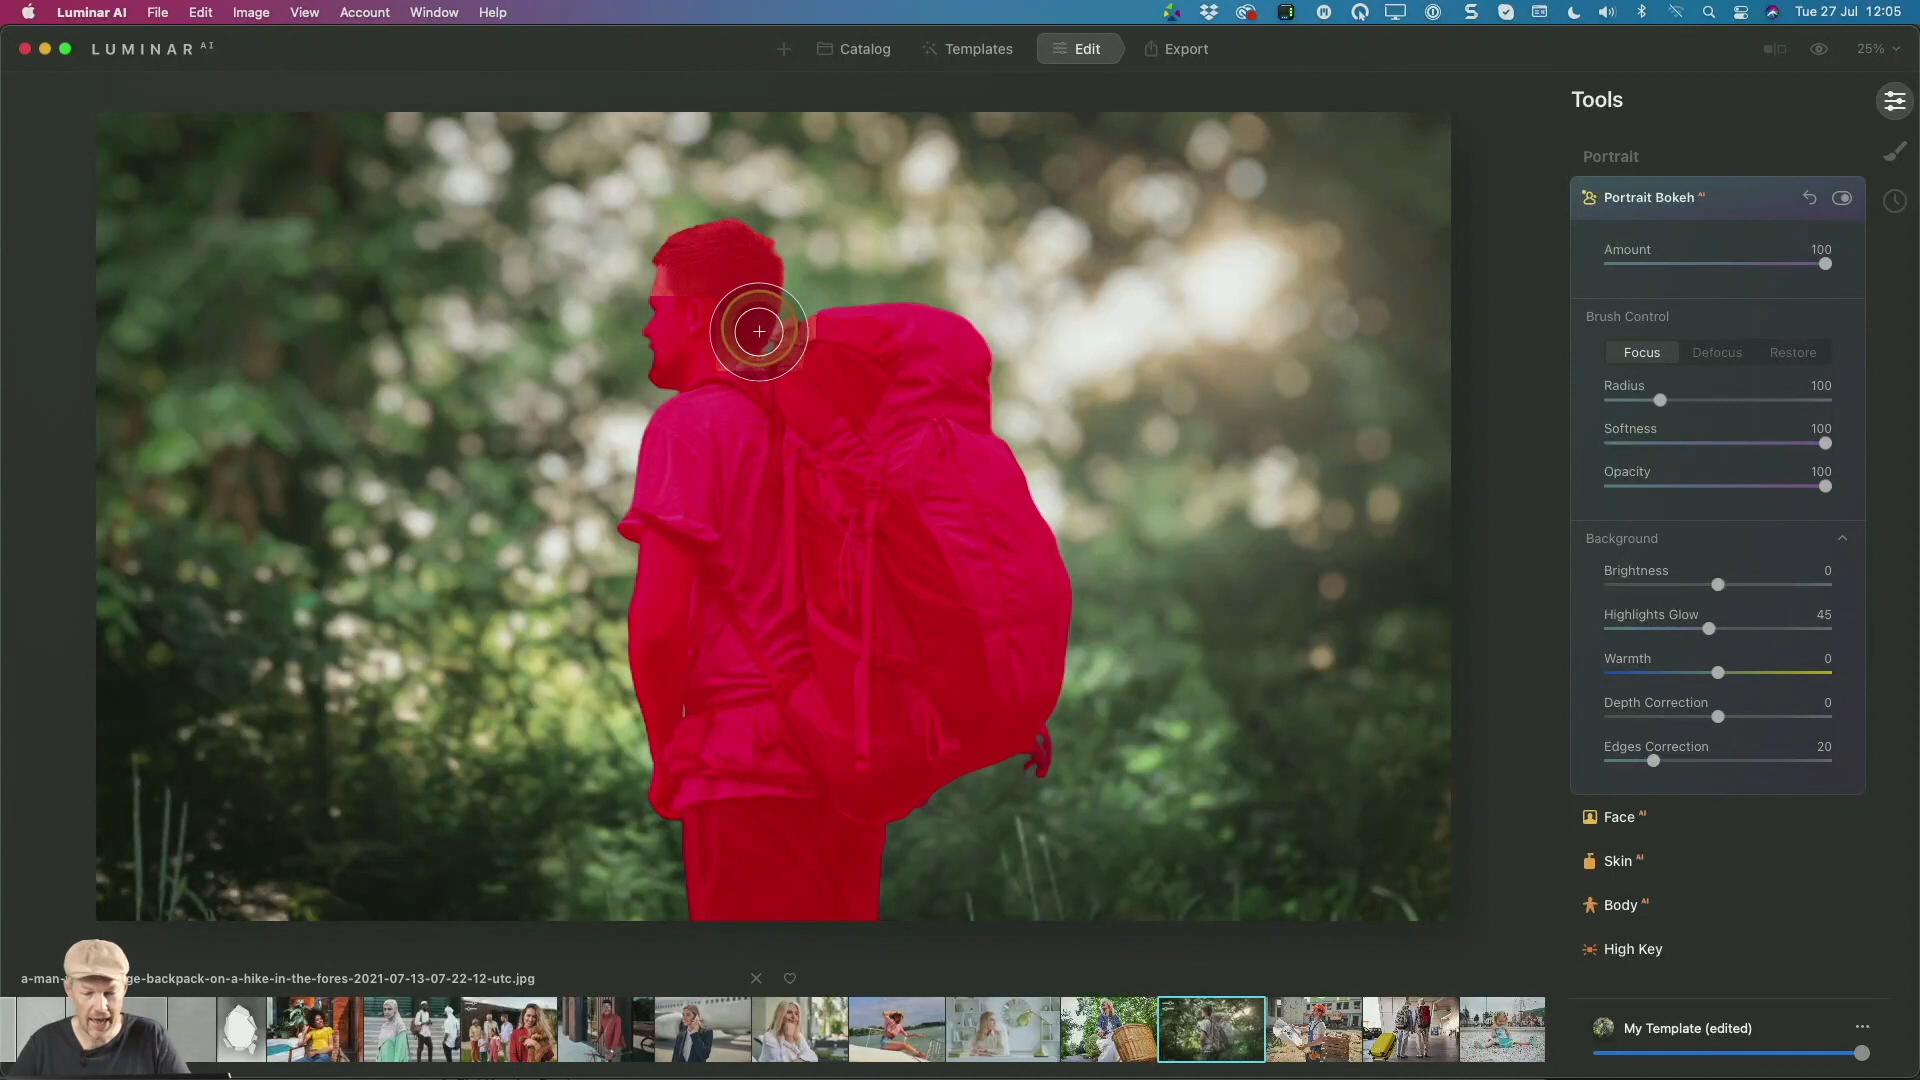 Luminar AI File Edit Image View Account Window Help Tue 27 Jul 12:05
LUMINAR AI Catalog Templates Edit Export 25%
Tools
Portrait
Portrait Bokeh AI
Amount 100
Brush Control
Focus Defocus Restore
Radius 100
Softness 100
Opacity 100
Background
Brightness 0
Highlights Glow 45
Warmth 0
Depth Correction 0
Edges Correction 20
Face AI
Skin AI
Body AI
High Key
a-man- ge-backpack-on-a-hike-in-the-fores-2021-07-13-07-22-12-utc.jpg
My Template (edited)